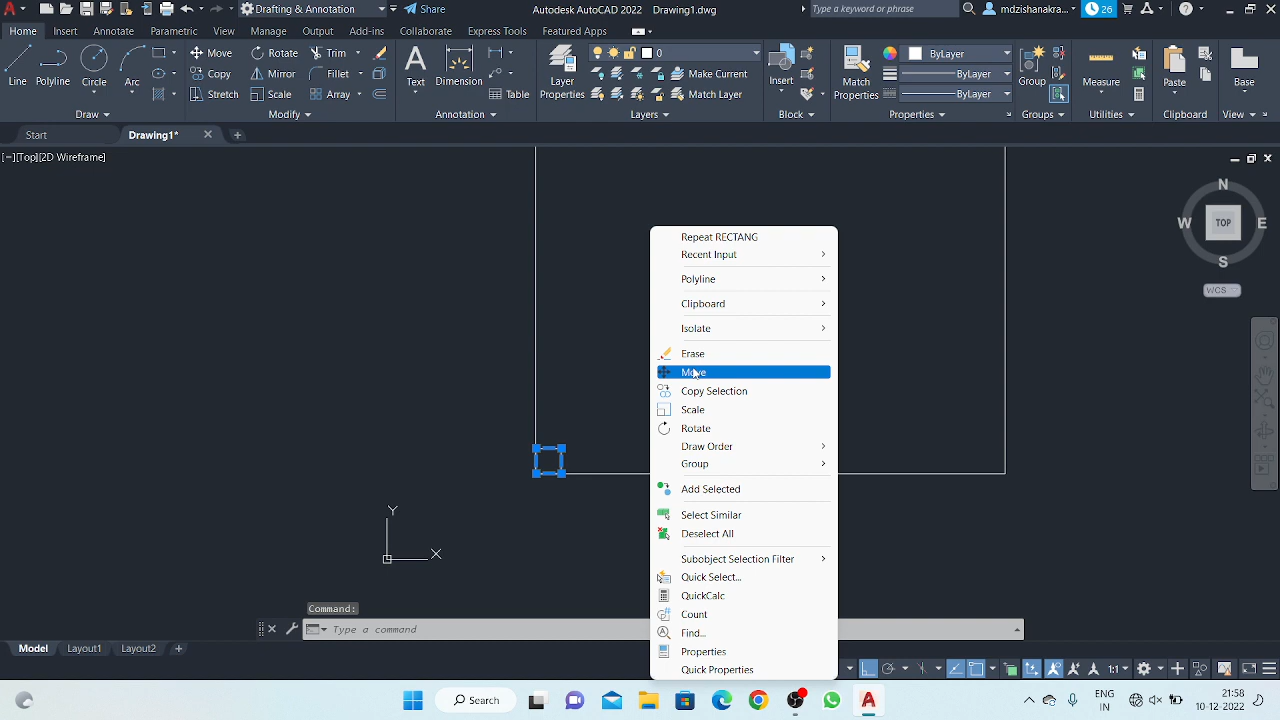 Drafting & Annotation
Share
Autodesk AutoCAD 2022 Drawing1.dwg
Type a keyword or phrase
mdzishanakra...
26
Home Insert Annotate Parametric View Manage Output Add-ins Collaborate Express Tools Featured Apps
Line Polyline Circle Arc
Move Rotate Trim
Copy Mirror Fillet
Stretch Scale Array
Text Dimension Table
Layer Properties
0
Make Current
Match Layer
Insert
Match Properties
ByLayer
ByLayer
ByLayer
Group Measure Paste Base
Draw Modify Annotation Layers Block Properties Groups Utilities Clipboard View
Start Drawing1*
[−][Top][2D Wireframe]
N
W TOP E
S
WCS
Repeat RECTANG
Recent Input
Polyline
Clipboard
Isolate
Erase
Move
Copy Selection
Scale
Rotate
Draw Order
Group
Add Selected
Select Similar
Deselect All
Subobject Selection Filter
Quick Select...
QuickCalc
Count
Find...
Properties
Quick Properties
Y
X
Command:
Type a command
Model Layout1 Layout2
1:1
Search
ENG
IN
21:58
10-12-2022